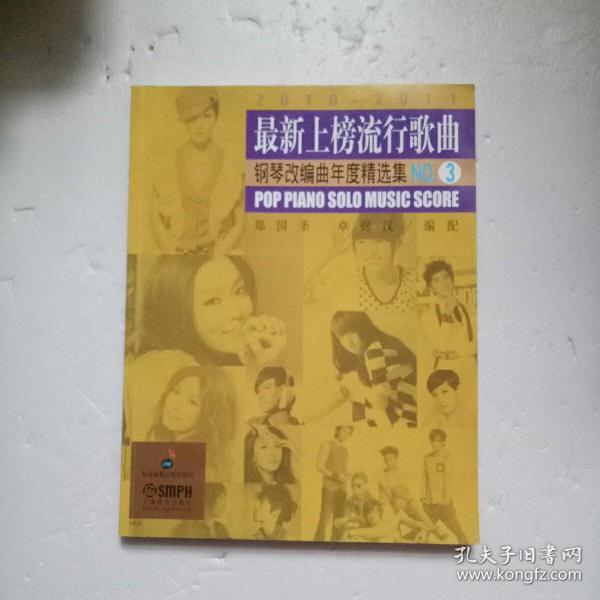 2010-2011
最新上榜流行歌曲
钢琴改编曲年度精选集 NO.3
POP PIANO SOLO MUSIC SCORE
郑国圣 卓锦汉/编配
SMPH
孔夫子旧书网
www.kongfz.com